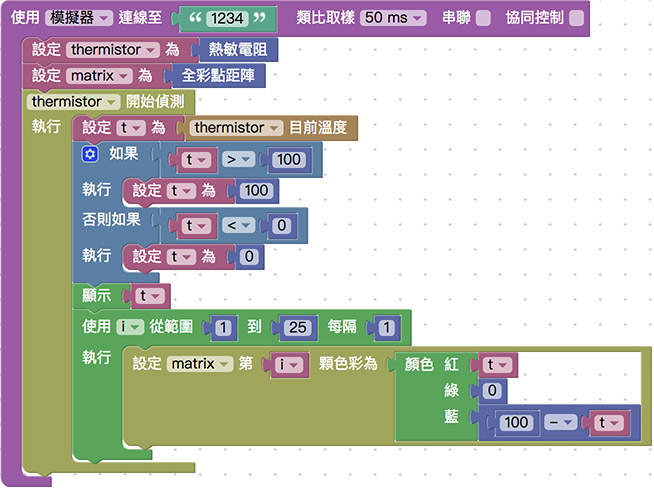 使用 模擬器 連線至 “ 1234 ” 類比取樣 50 ms 串聯 協同控制
設定 thermistor 為 熱敏電阻
設定 matrix 為 全彩點距陣
thermistor 開始偵測
執行 設定 t 為 thermistor 目前溫度
如果 t > 100
執行 設定 t 為 100
否則如果 t < 0
執行 設定 t 為 0
顯示 t
使用 i 從範圍 1 到 25 每隔 1
執行 設定 matrix 第 i 顆色彩為 顏色 紅 t
綠 0
藍 100 - t